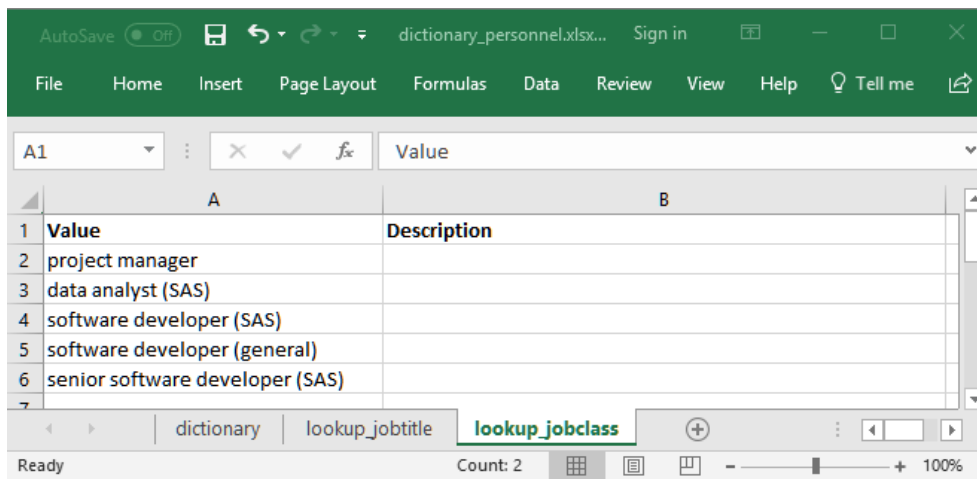 AutoSave Off dictionary_personnel.xlsx... Sign in
File Home Insert Page Layout Formulas Data Review View Help Tell me
A1 fx Value
A B
1 Value Description
2 project manager
3 data analyst (SAS)
4 software developer (SAS)
5 software developer (general)
6 senior software developer (SAS)
7
dictionary lookup_jobtitle lookup_jobclass
Ready Count: 2 100%